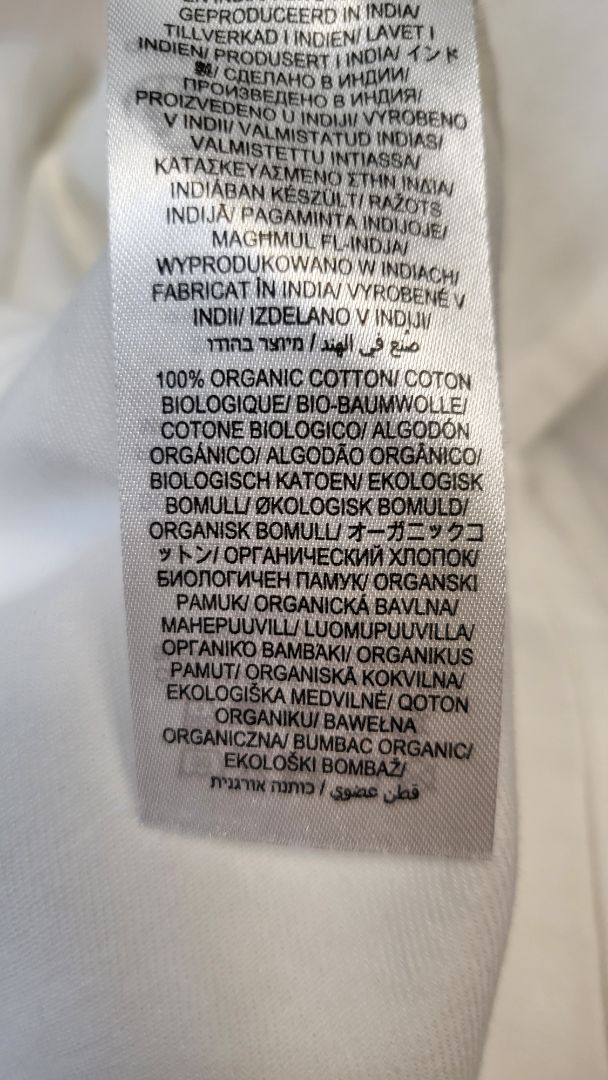 GEPRODUCEERD IN INDIA/
TILLVERKAD I INDIEN/ LAVET I
INDIEN/ PRODUSERT I INDIA/ インド
製/ СДЕЛАНО В ИНДИИ/
ПРОИЗВЕДЕНО В ИНДИЯ/
PROIZVEDENO U INDIJI/ VYROBENO
V INDII/ VALMISTATUD INDIAS/
VALMISTETTU INTIASSA/
ΚΑΤΑΣΚΕΥΑΣΜΕΝΟ ΣΤΗΝ ΙΝΔΙΑ/
INDIÁBAN KÉSZÜLT/ RAŽOTS
INDIJĀ/ PAGAMINTA INDIJOJE/
MAGHMUL FL-INDJA/
WYPRODUKOWANO W INDIACH/
FABRICAT ÎN INDIA/ VYROBENÉ V
INDII/ IZDELANO V INDIJI/
صنع في الهند / מיוצר בהודו
100% ORGANIC COTTON/ COTON
BIOLOGIQUE/ BIO-BAUMWOLLE/
COTONE BIOLOGICO/ ALGODÓN
ORGÁNICO/ ALGODÃO ORGÂNICO/
BIOLOGISCH KATOEN/ EKOLOGISK
BOMULL/ ØKOLOGISK BOMULD/
ORGANISK BOMULL/ オーガニックコ
ットン/ ОРГАНИЧЕСКИЙ ХЛОПОК/
БИОЛОГИЧЕН ПАМУК/ ORGANSKI
PAMUK/ ORGANICKÁ BAVLNA/
MAHEPUUVILL/ LUOMUPUUVILLA/
ΟΡΓΑΝΙΚΌ ΒΑΜΒΆΚΙ/ ORGANIKUS
PAMUT/ ORGANISKĀ KOKVILNA/
EKOLOGIŠKA MEDVILNĖ/ QOTON
ORGANIKU/ BAWEŁNA
ORGANICZNA/ BUMBAC ORGANIC/
EKOLOŠKI BOMBAŽ/
قطن عضوي / כותנה אורגנית